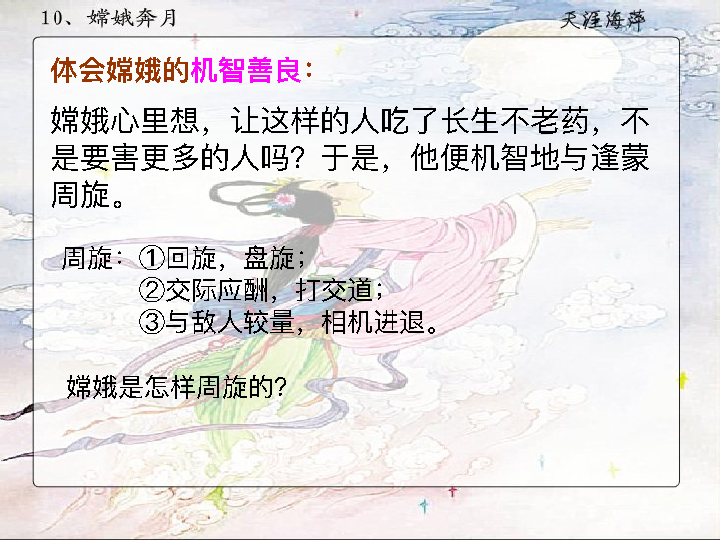 10、嫦娥奔月
天涯海萍
体会嫦娥的机智善良：
嫦娥心里想，让这样的人吃了长生不老药，不
是要害更多的人吗？于是，他便机智地与逢蒙
周旋。
周旋：①回旋，盘旋；
②交际应酬，打交道；
③与敌人较量，相机进退。
嫦娥是怎样周旋的？